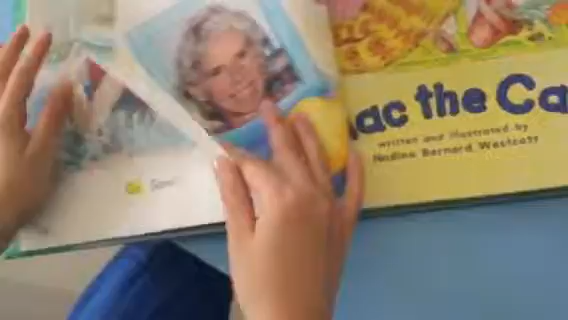 ac the Ca
written and illustrated by
Nadine Bernard Westcott